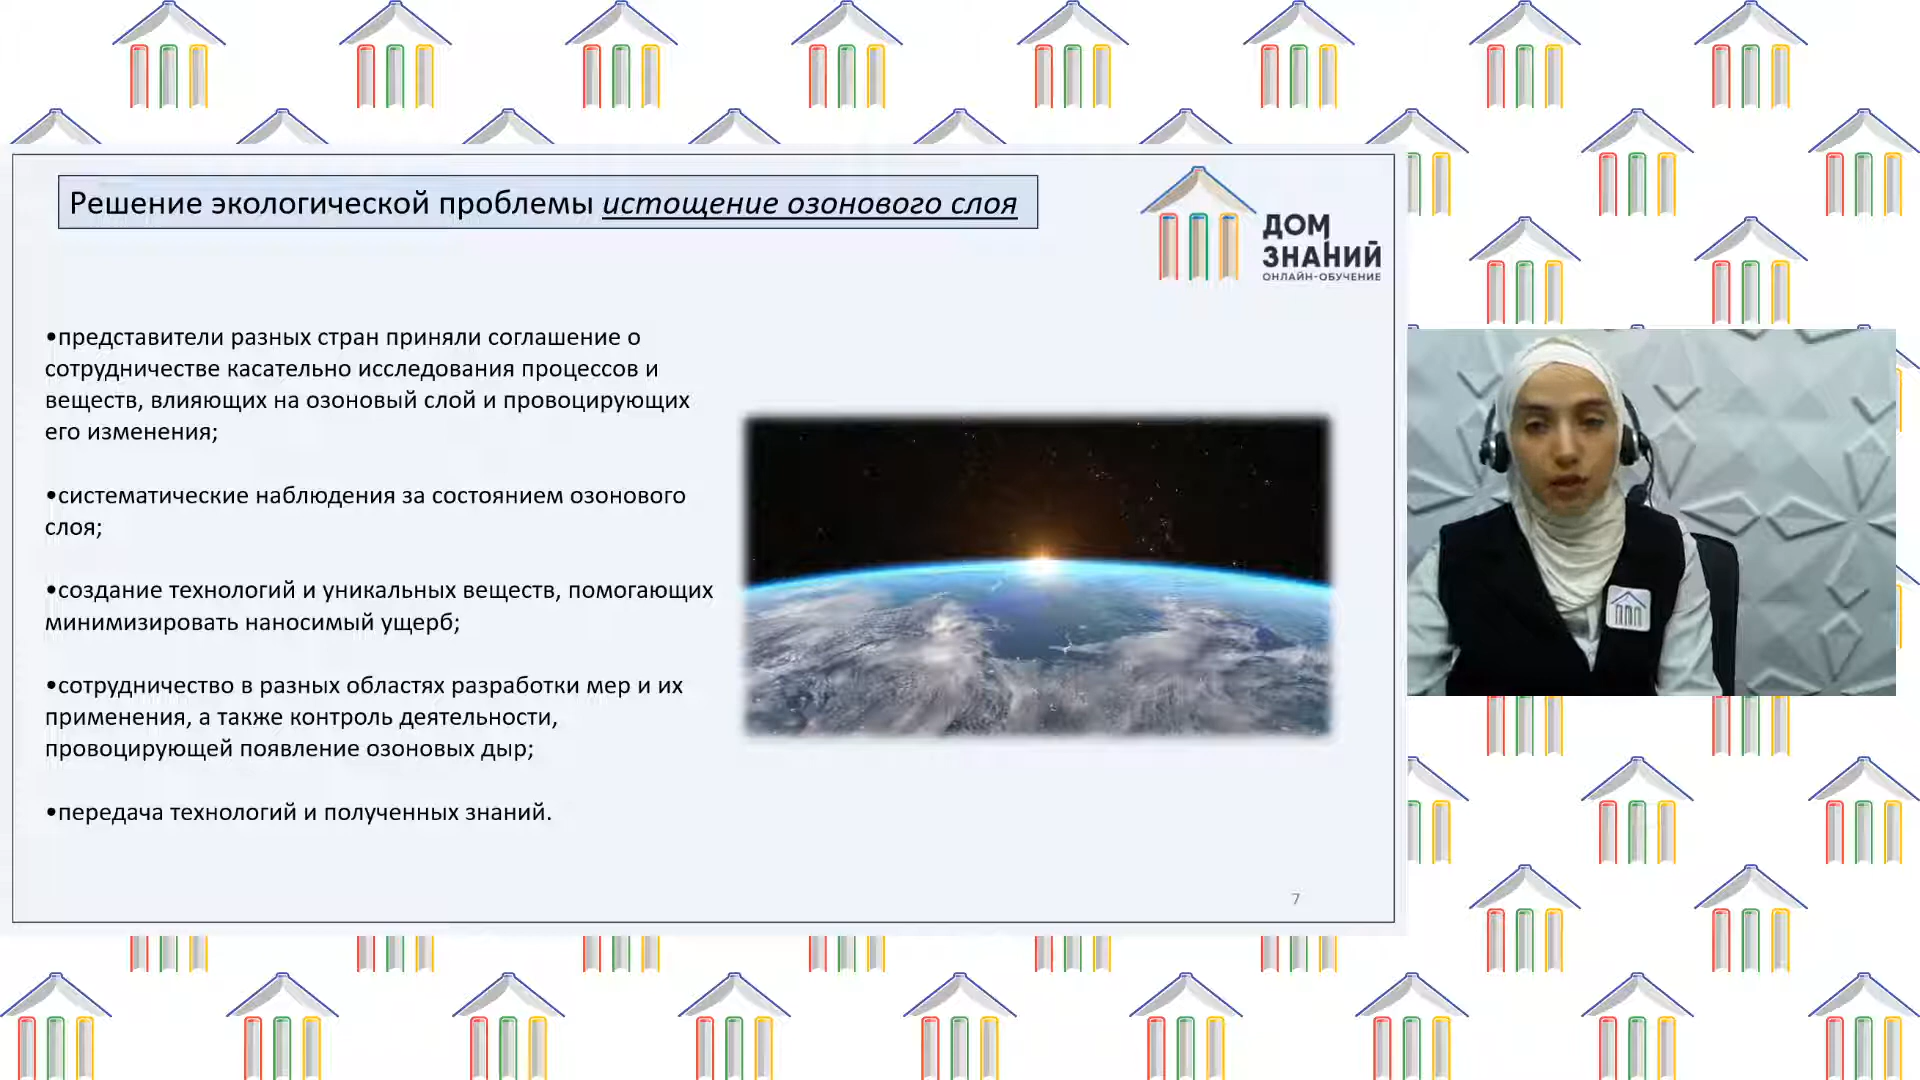 Решение экологической проблемы истощение озонового слоя
ДОМ
ЗНАНИЙ
ОНЛАЙН-ОБУЧЕНИЕ
•представители разных стран приняли соглашение о
сотрудничестве касательно исследования процессов и
веществ, влияющих на озоновый слой и провоцирующих
его изменения;
•систематические наблюдения за состоянием озонового
слоя;
•создание технологий и уникальных веществ, помогающих
минимизировать наносимый ущерб;
•сотрудничество в разных областях разработки мер и их
применения, а также контроль деятельности,
провоцирующей появление озоновых дыр;
•передача технологий и полученных знаний.
7